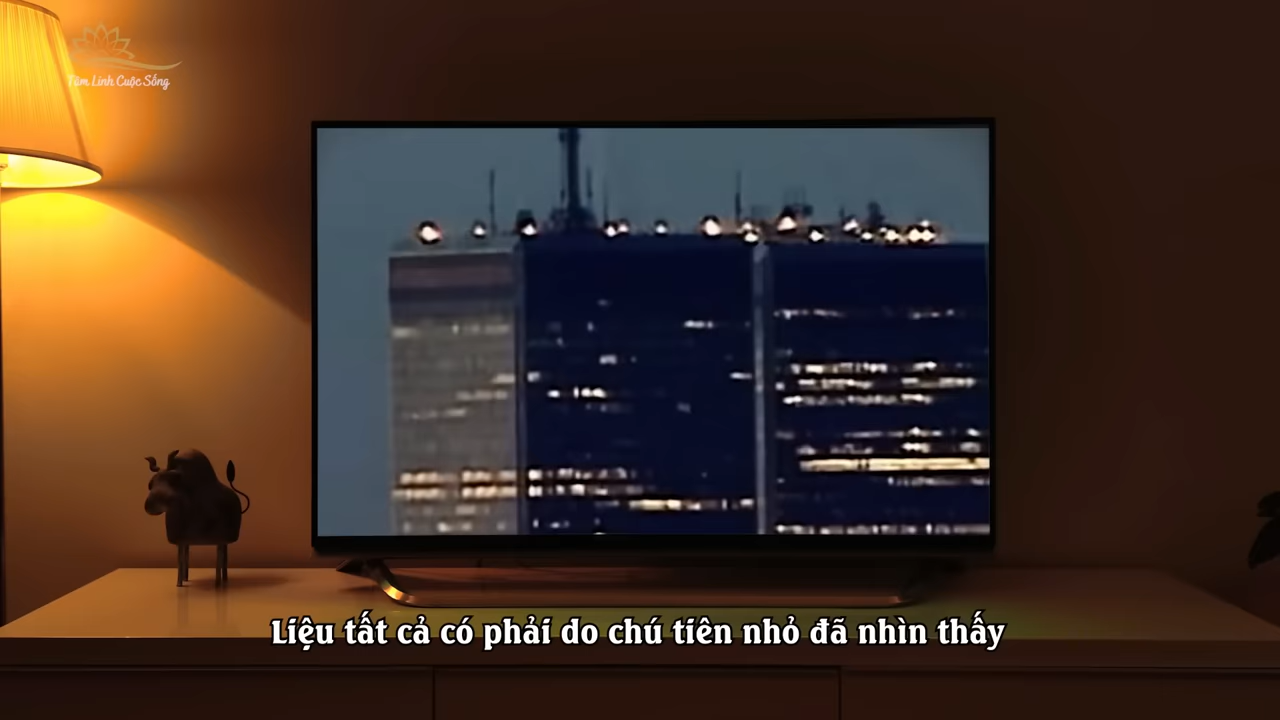 Tâm Linh Cuộc Sống
Liệu tất cả có phải do chú tiên nhỏ đã nhìn thấy